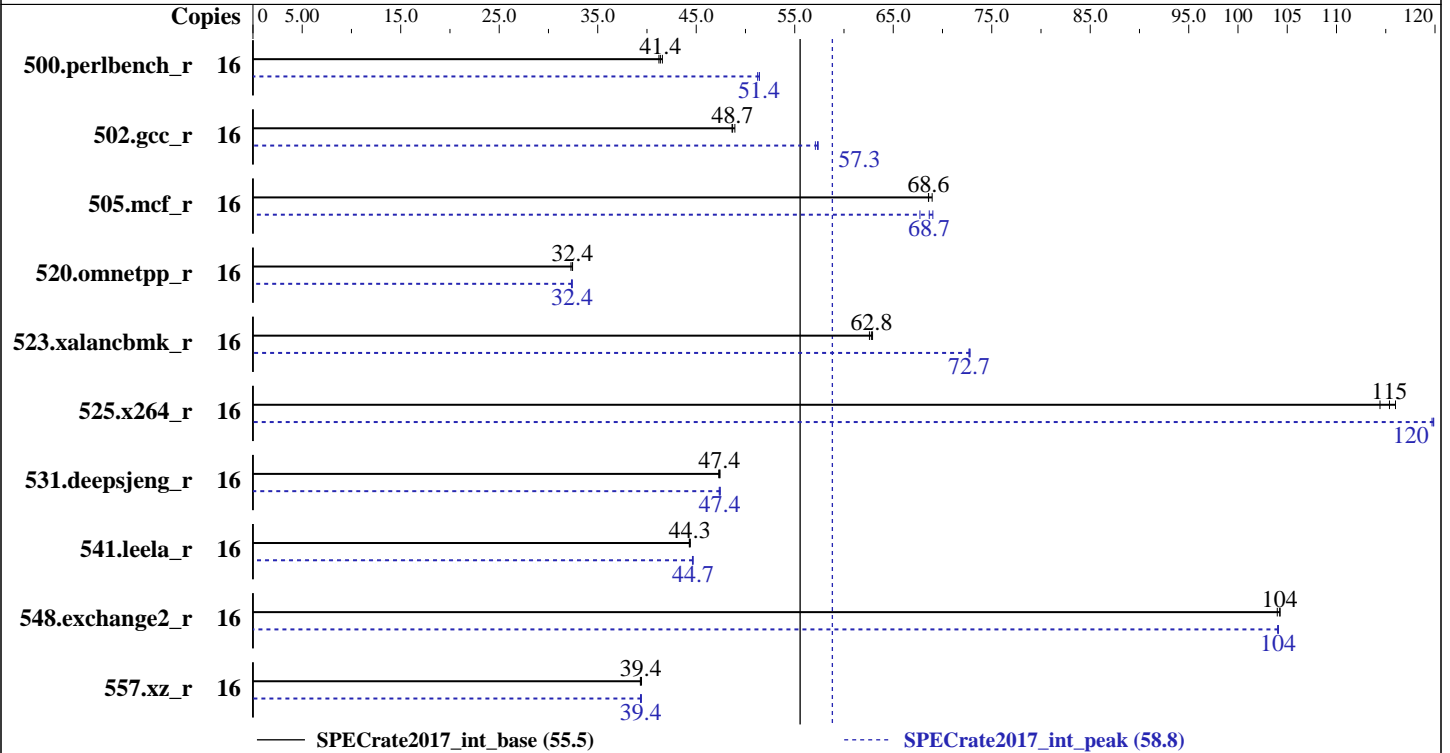 Copies 0 5.00 15.0 25.0 35.0 45.0 55.0 65.0 75.0 85.0 95.0 100 105 110 120
500.perlbench_r 16 41.4
51.4
502.gcc_r 16 48.7
57.3
505.mcf_r 16 68.6
68.7
520.omnetpp_r 16 32.4
32.4
523.xalancbmk_r 16 62.8
72.7
525.x264_r 16 115
120
531.deepsjeng_r 16 47.4
47.4
541.leela_r 16 44.3
44.7
548.exchange2_r 16 104
104
557.xz_r 16 39.4
39.4
SPECrate2017_int_base (55.5) SPECrate2017_int_peak (58.8)